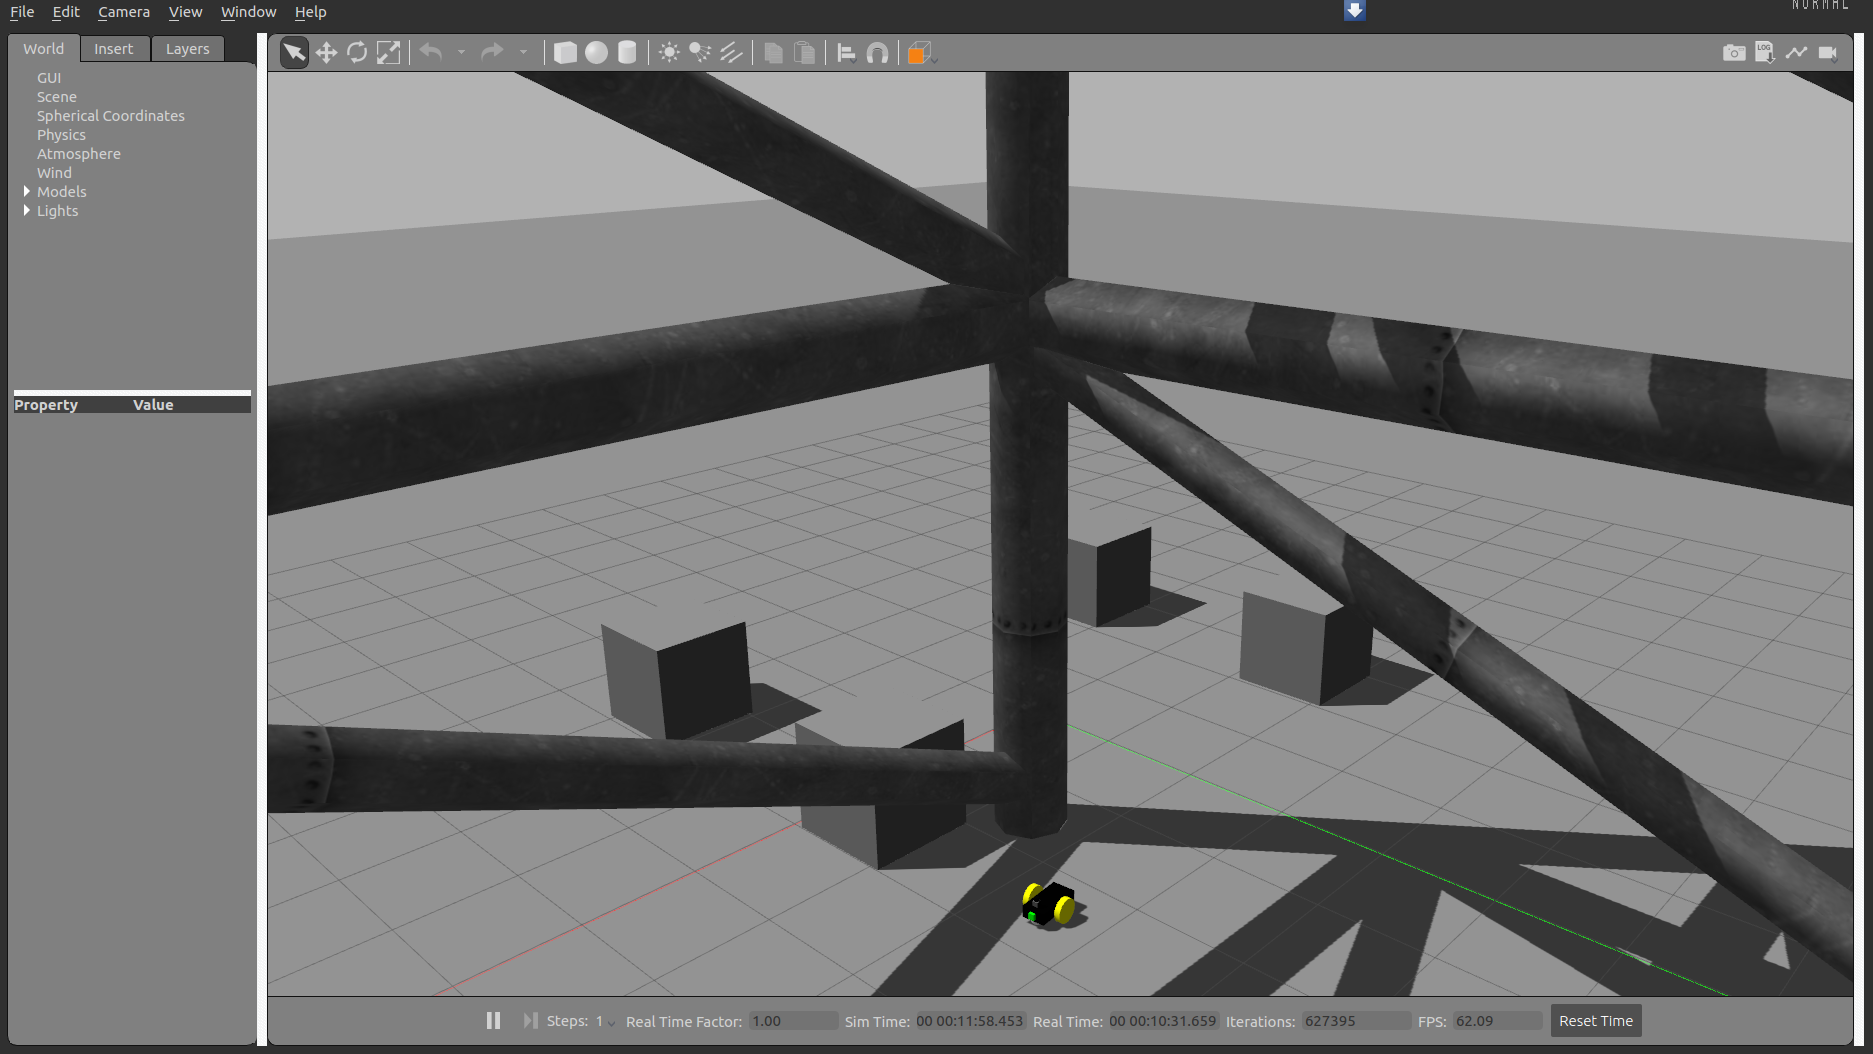 File Edit Camera View Window Help
NORMAL
World Insert Layers
LOG
GUI
Scene
Spherical Coordinates
Physics
Atmosphere
Wind
Models
Lights
Property Value
Steps: 1 Real Time Factor: 1.00 Sim Time: 00 00:11:58.453 Real Time: 00 00:10:31.659 Iterations: 627395 FPS: 62.09 Reset Time